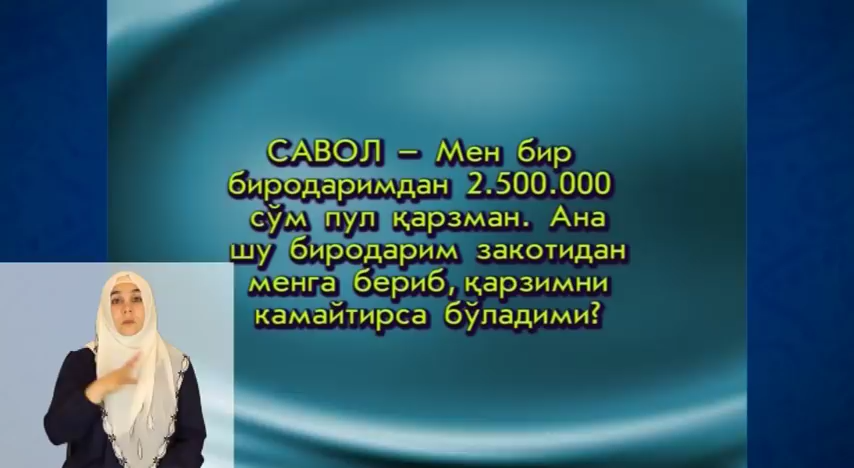 САВОЛ – Мен бир
биродаримдан 2.500.000
сўм пул қарзман. Ана
шу биродарим закотидан
менга бериб, қарзимни
камайтирса бўладими?